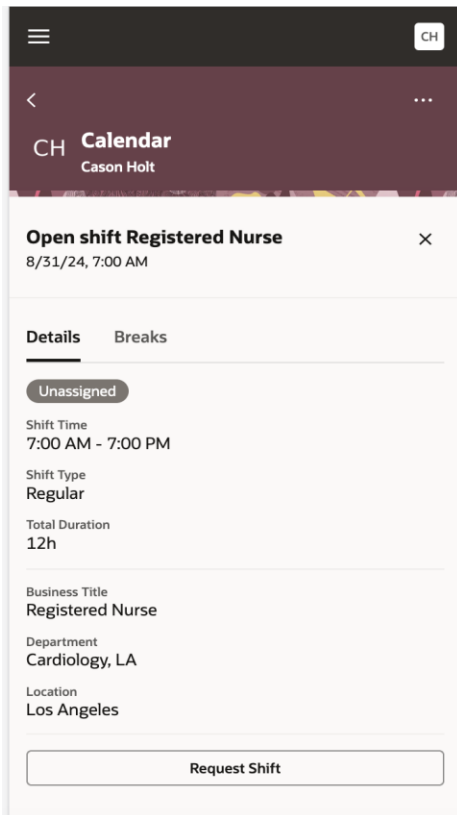 CH
CH
Calendar
Cason Holt
Open shift Registered Nurse
8/31/24, 7:00 AM
Details Breaks
Unassigned
Shift Time
7:00 AM - 7:00 PM
Shift Type
Regular
Total Duration
12h
Business Title
Registered Nurse
Department
Cardiology, LA
Location
Los Angeles
Request Shift